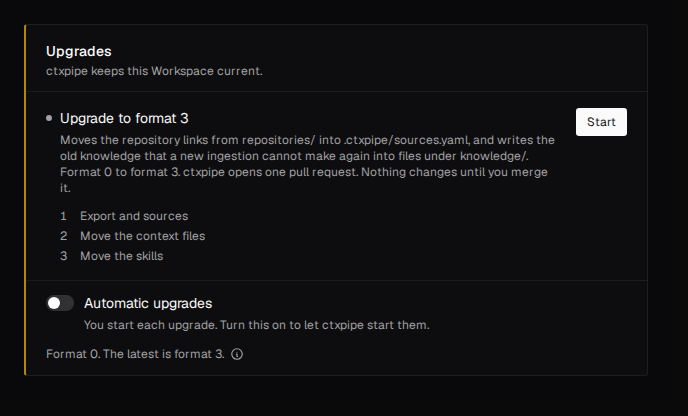 Upgrades
ctxpipe keeps this Workspace current.
Upgrade to format 3
Start
Moves the repository links from repositories/ into .ctxpipe/sources.yaml, and writes the
old knowledge that a new ingestion cannot make again into files under knowledge/.
Format 0 to format 3. ctxpipe opens one pull request. Nothing changes until you merge
it.
1 Export and sources
2 Move the context files
3 Move the skills
Automatic upgrades
You start each upgrade. Turn this on to let ctxpipe start them.
Format 0. The latest is format 3.